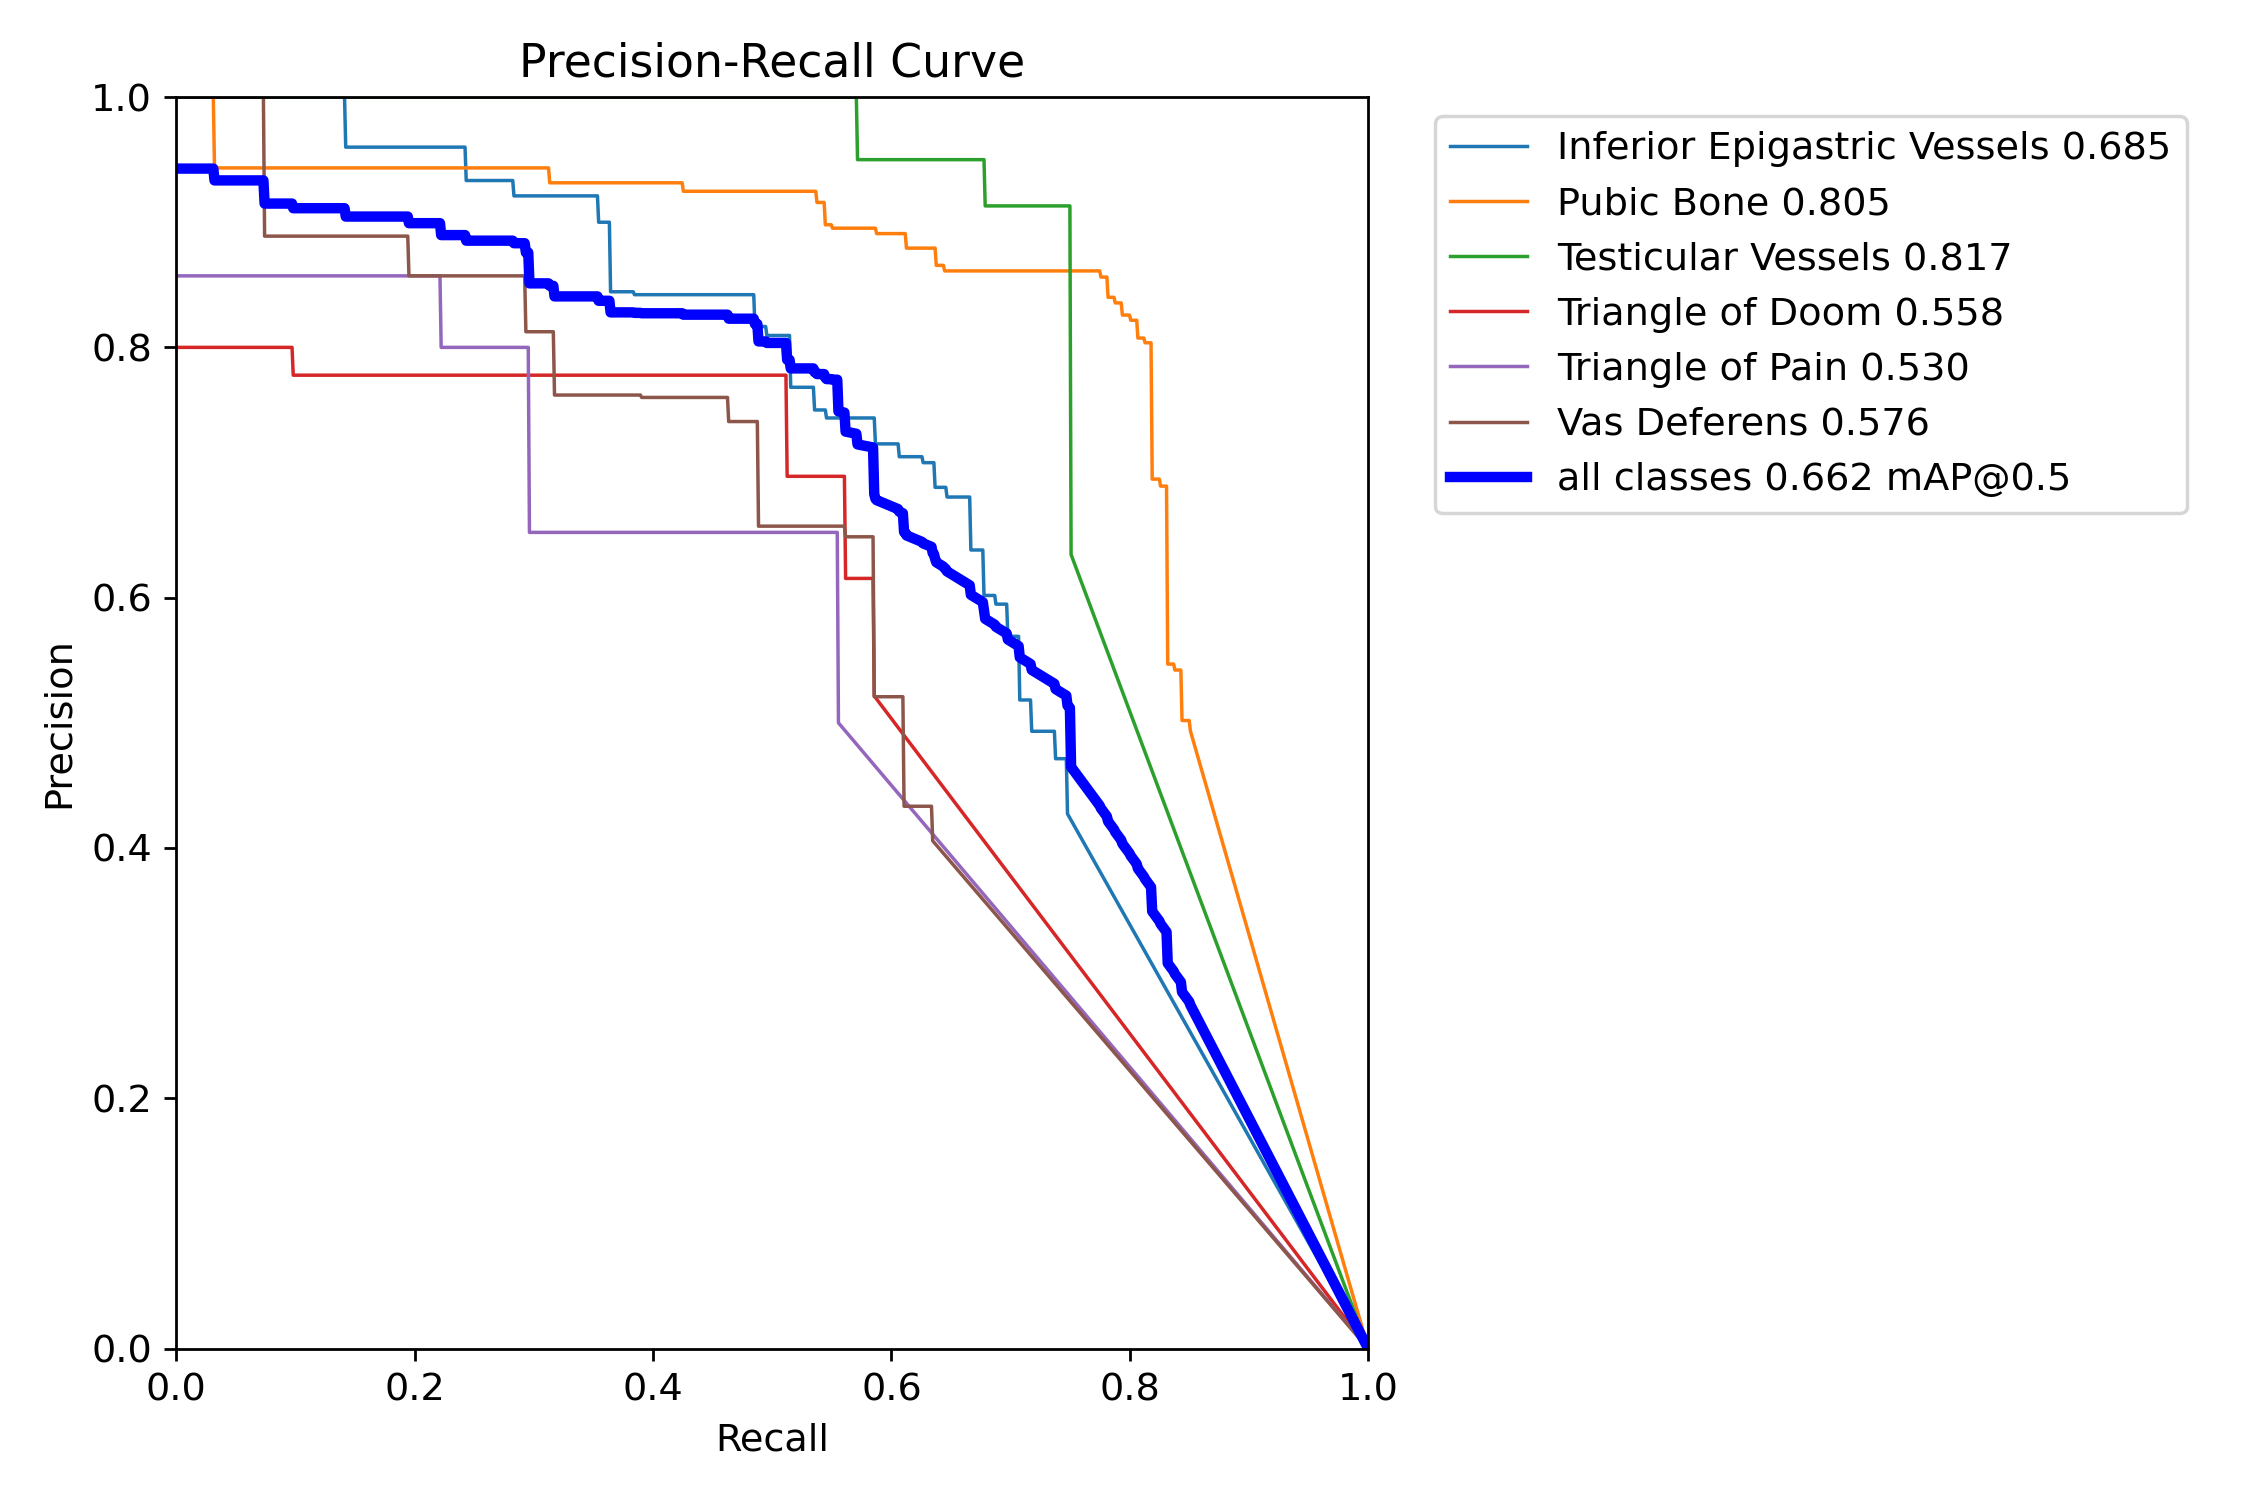 Precision-Recall Curve
1.0
0.8
0.6
0.4
0.2
0.0
Precision
0.0 0.2 0.4 0.6 0.8 1.0
Recall
Inferior Epigastric Vessels 0.685
Pubic Bone 0.805
Testicular Vessels 0.817
Triangle of Doom 0.558
Triangle of Pain 0.530
Vas Deferens 0.576
all classes 0.662 mAP@0.5